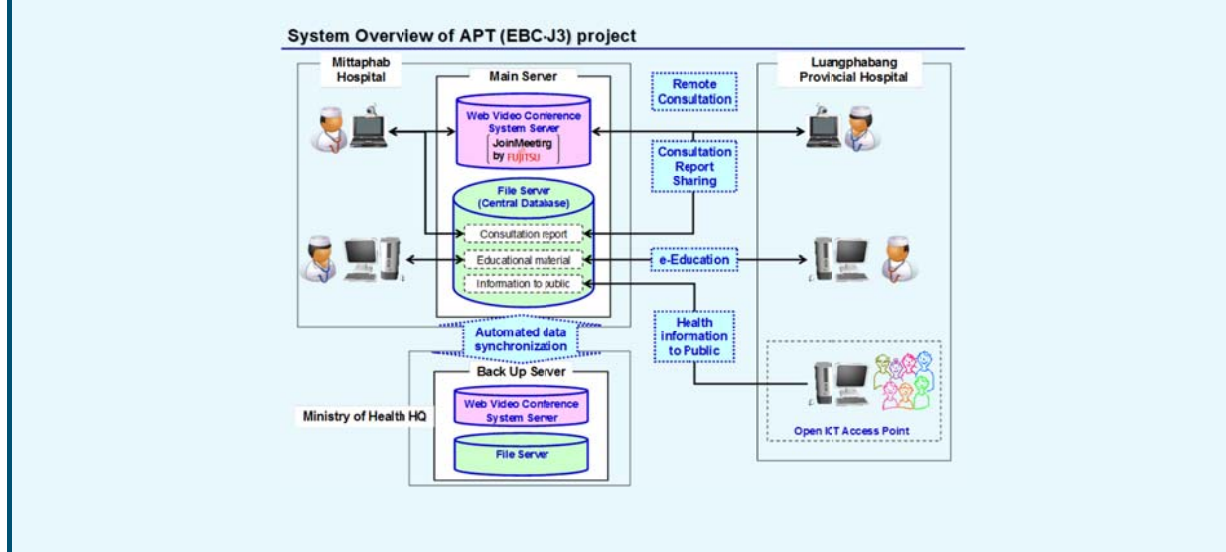 System Overview of APT (EBC-J3) project
Mittaphab
Hospital
Main Server
Web Video Conference
System Server
JoinMeeting
by FUJITSU
File Server
(Central Database)
Consultation report
Educational material
Information to public
Remote
Consultation
Consultation
Report
Sharing
e-Education
Health
information
to Public
Luangphabang
Provincial Hospital
Open ICT Access Point
Automated data
synchronization
Back Up Server
Web Video Conference
System Server
File Server
Ministry of Health HQ